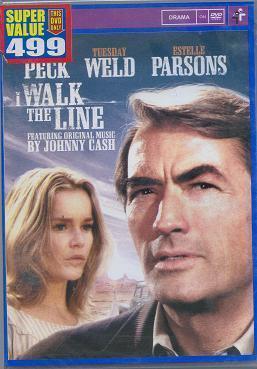 SUPER
VALUE
499
THIS
DVD
ONLY
DRAMA
ON
DVD
PECK
TUESDAY
WELD
ESTELLE
PARSONS
i WALK
THE LINE
FEATURING ORIGINAL MUSIC
BY JOHNNY CASH